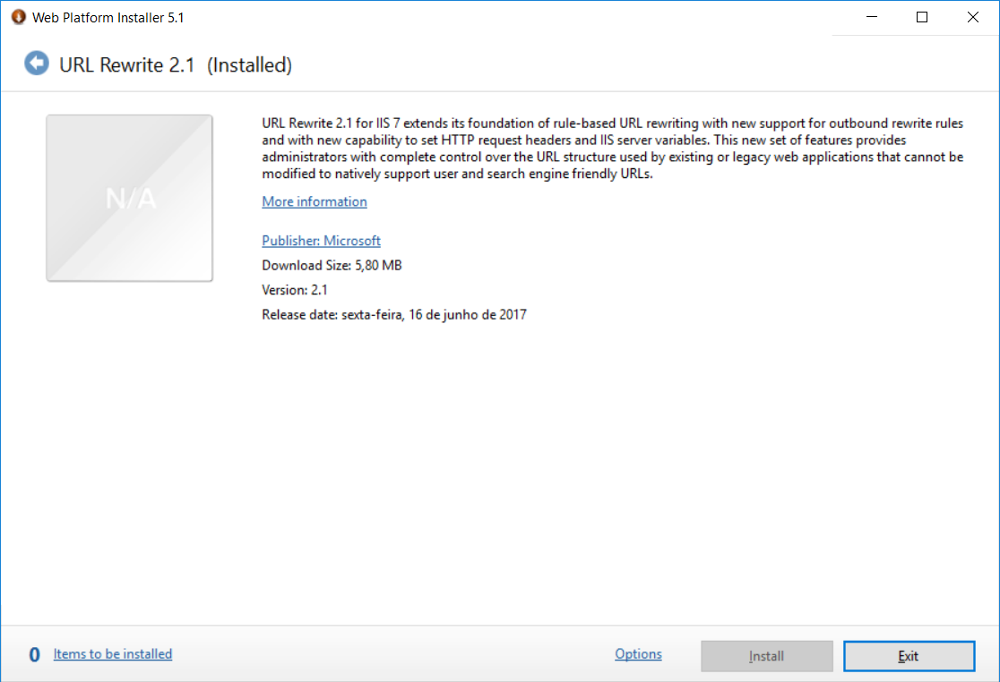 Web Platform Installer 5.1
URL Rewrite 2.1 (Installed)
N/A
URL Rewrite 2.1 for IIS 7 extends its foundation of rule-based URL rewriting with new support for outbound rewrite rules
and with new capability to set HTTP request headers and IIS server variables. This new set of features provides
administrators with complete control over the URL structure used by existing or legacy web applications that cannot be
modified to natively support user and search engine friendly URLs.
More information
Publisher: Microsoft
Download Size: 5,80 MB
Version: 2.1
Release date: sexta-feira, 16 de junho de 2017
0 Items to be installed
Options
Install
Exit